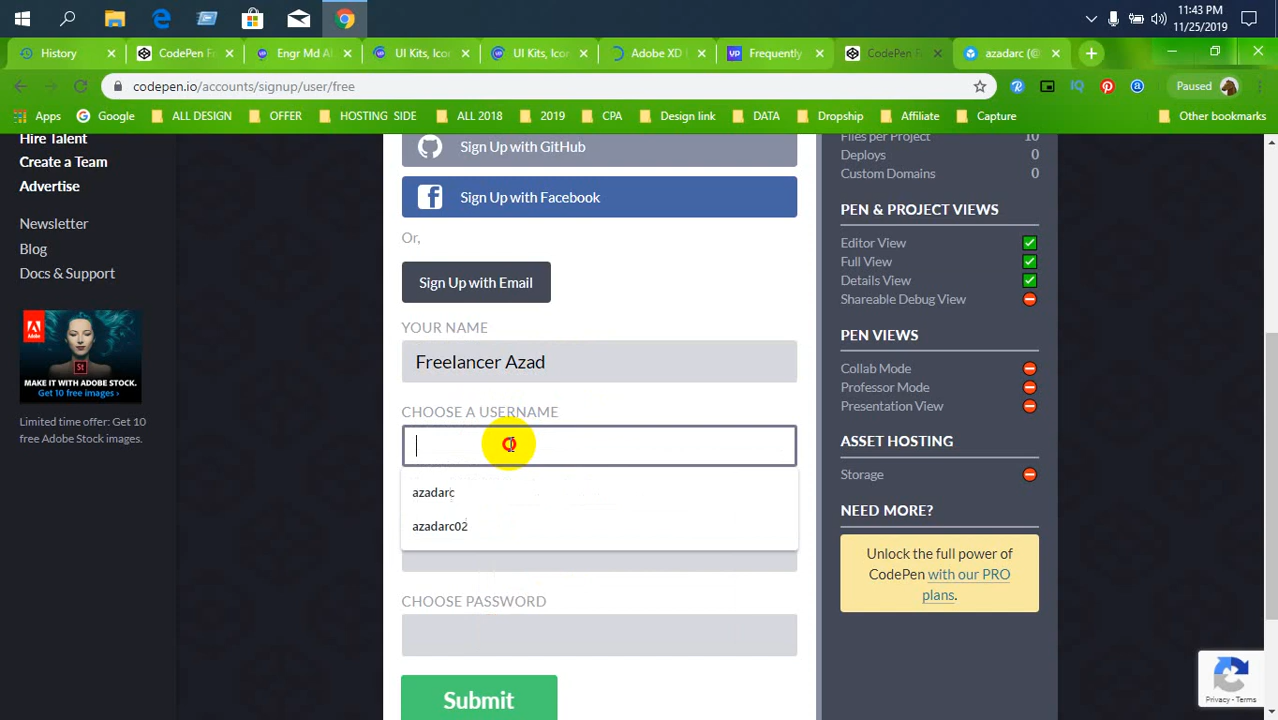 11:43 PM
11/25/2019
History
CodePen F
Engr Md A
UI Kits, Ico
UI Kits, Ico
Adobe XD
Frequently
CodePen F
azadarc (@
codepen.io/accounts/signup/user/free
Paused
Apps
Google
ALL DESIGN
OFFER
HOSTING SIDE
ALL 2018
2019
CPA
Design link
DATA
Dropship
Affiliate
Capture
Other bookmarks
Hire Talent
Create a Team
Advertise
Newsletter
Blog
Docs & Support
MAKE IT WITH ADOBE STOCK.
Get 10 free images ›
Limited time offer: Get 10
free Adobe Stock images.
Sign Up with GitHub
Sign Up with Facebook
Or,
Sign Up with Email
YOUR NAME
Freelancer Azad
CHOOSE A USERNAME
azadarc
azadarc02
CHOOSE PASSWORD
Submit
Files per Project 10
Deploys 0
Custom Domains 0
PEN & PROJECT VIEWS
Editor View
Full View
Details View
Shareable Debug View
PEN VIEWS
Collab Mode
Professor Mode
Presentation View
ASSET HOSTING
Storage
NEED MORE?
Unlock the full power of
CodePen with our PRO
plans.
Privacy - Terms